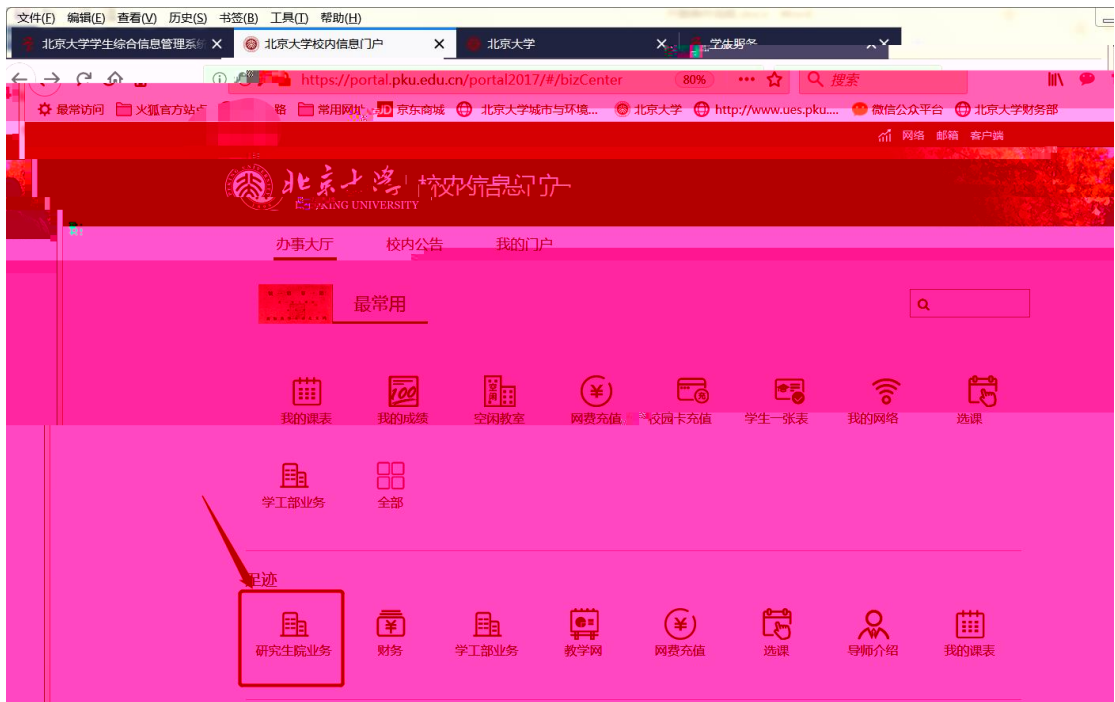 文件(F) 编辑(E) 查看(V) 历史(S) 书签(B) 工具(T) 帮助(H)
北京大学学生综合信息管理系统 北京大学校内信息门户 北京大学
https://portal.pku.edu.cn/portal2017/#/bizCenter 80% 搜索
最常访问 火狐官方站点 常用网址 JD 京东商城 北京大学城市与环境... 北京大学 http://www.ues.pku.... 微信公众平台 北京大学财务部
网络 邮箱 客户端
北京大学 校内信息门户
PEKING UNIVERSITY
办事大厅 校内公告 我的门户
最常用
我的课表 我的成绩 空闲教室 网费充值 校园卡充值 学生一张表 我的网络 选课
学工部业务 全部
足迹
研究生院业务 财务 学工部业务 教学网 网费充值 选课 导师介绍 我的课表